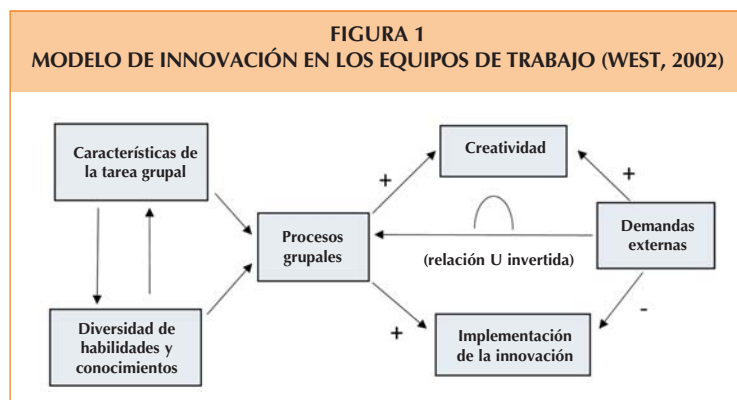 FIGURA 1
MODELO DE INNOVACIÓN EN LOS EQUIPOS DE TRABAJO (WEST, 2002)
Características de
la tarea grupal
Creatividad
+
+
Procesos
grupales
Demandas
externas
(relación U invertida)
Diversidad de
habilidades y
conocimientos
+
-
Implementación
de la innovación